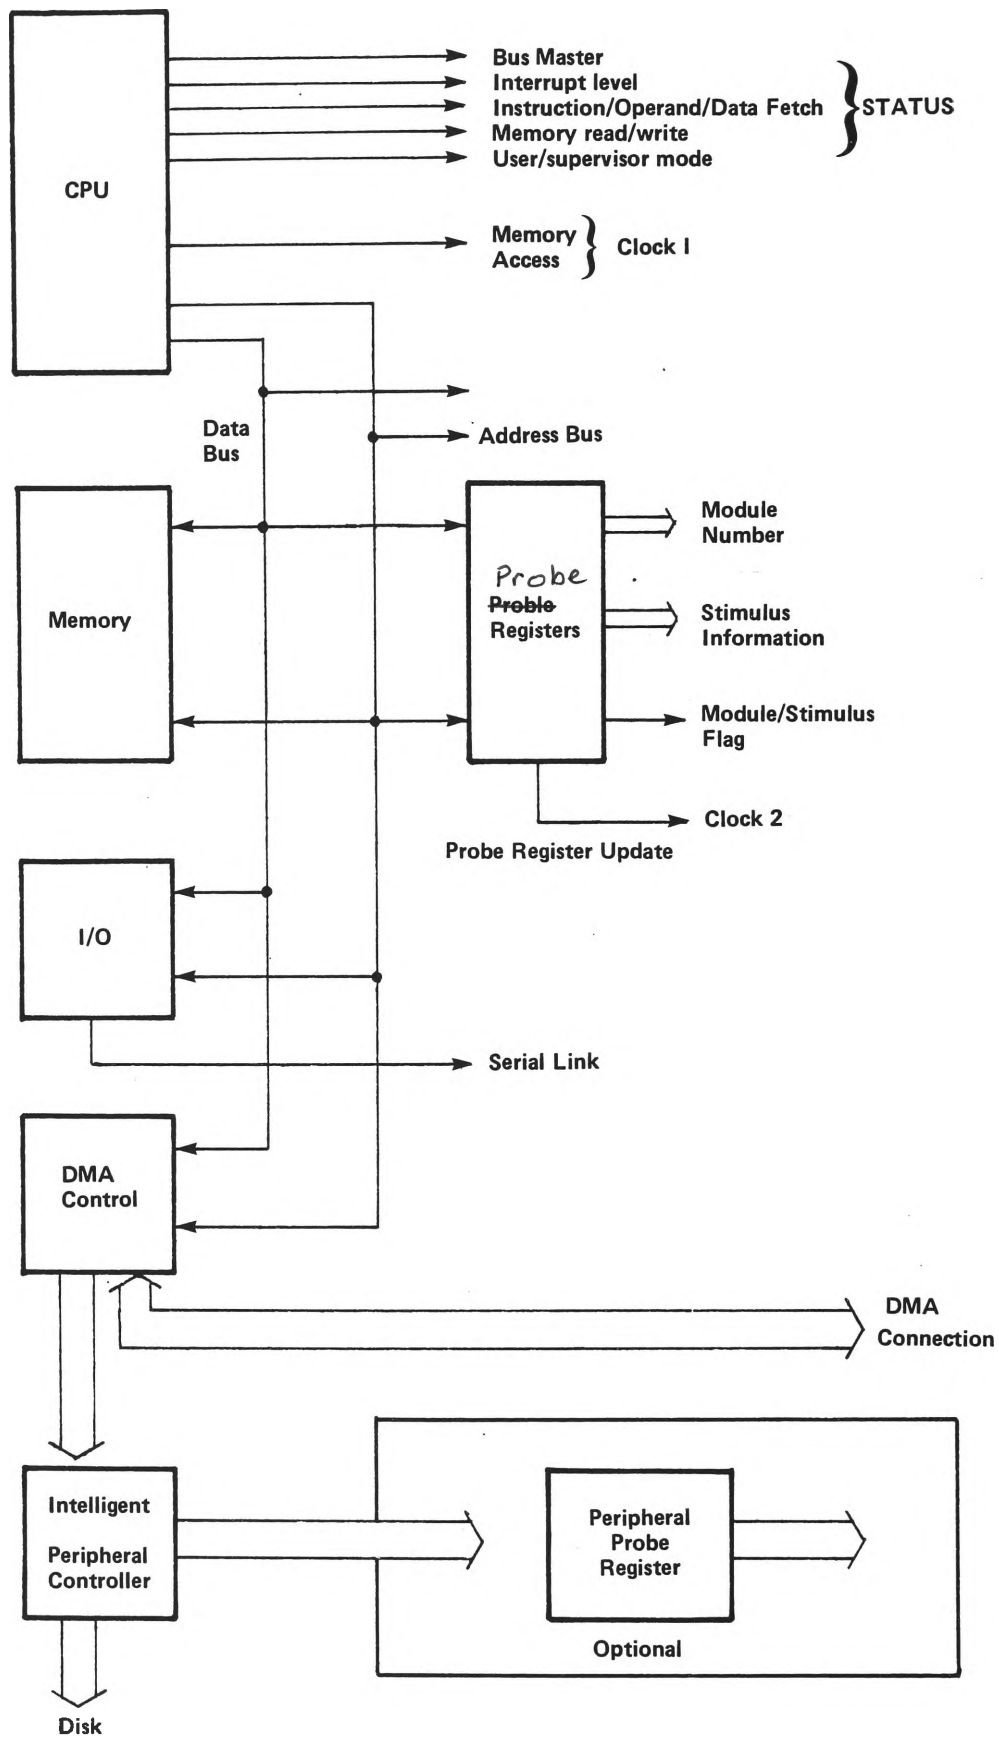 CPU
Bus Master
Interrupt level
Instruction/Operand/Data Fetch
Memory read/write
User/supervisor mode
STATUS
Memory
Access
Clock I
Data
Bus
Address Bus
Memory
Probe
Proble
Registers
Module
Number
Stimulus
Information
Module/Stimulus
Flag
Clock 2
Probe Register Update
I/O
Serial Link
DMA
Control
DMA
Connection
Intelligent
Peripheral
Controller
Peripheral
Probe
Register
Optional
Disk